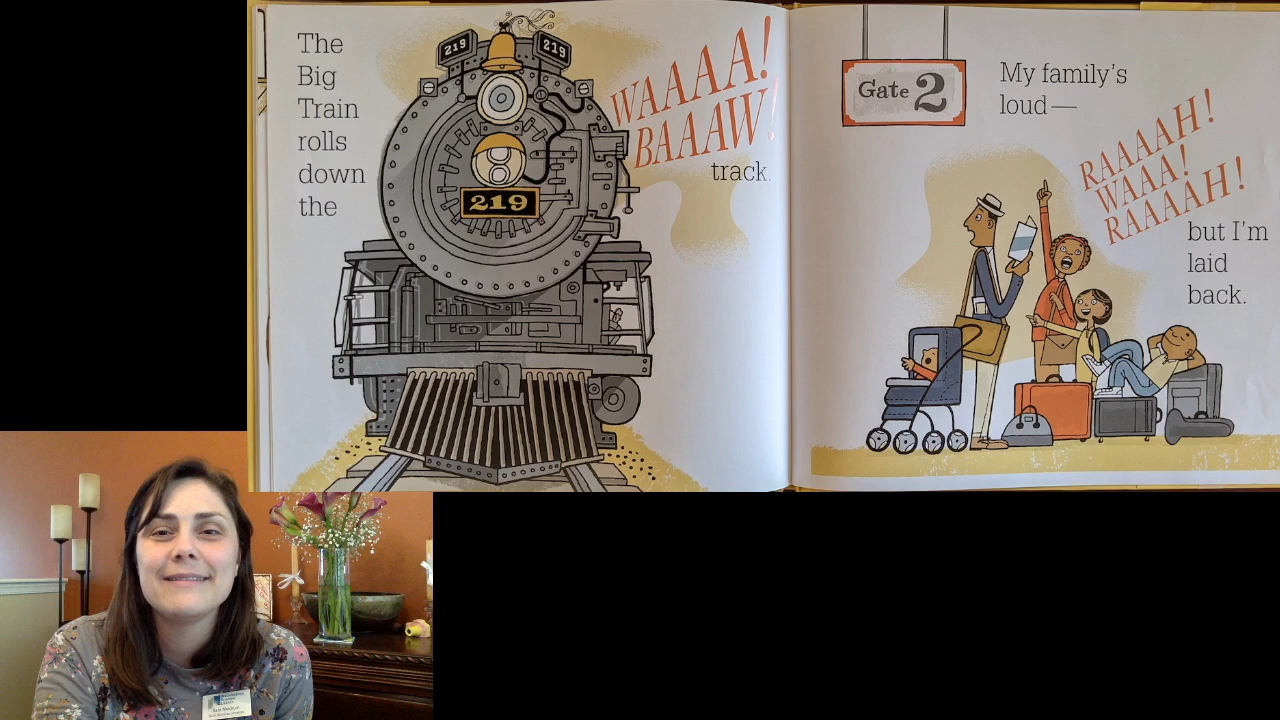 The
Big
Train
rolls
down
the
219
219
219
WAAAA!
BAAAW!
track.
Gate 2
My family's
loud—
RAAAAH!
WAAA!
RAAAAH!
but I'm
laid
back.